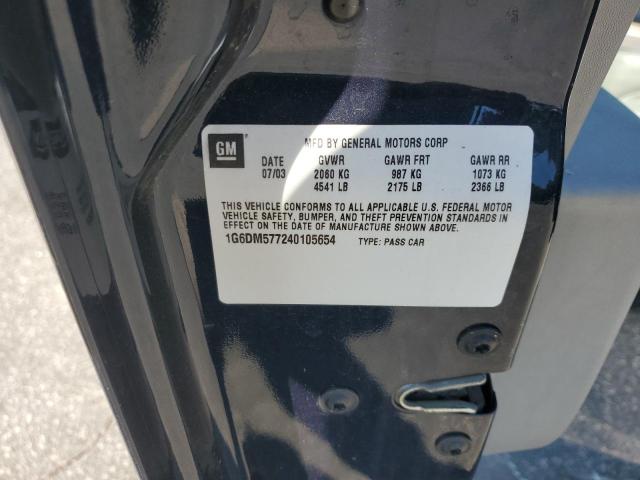 GM
MFD BY GENERAL MOTORS CORP
DATE GVWR GAWR FRT GAWR RR
07/03 2060 KG 987 KG 1073 KG
4541 LB 2175 LB 2366 LB
THIS VEHICLE CONFORMS TO ALL APPLICABLE U.S. FEDERAL MOTOR
VEHICLE SAFETY, BUMPER, AND THEFT PREVENTION STANDARDS IN
EFFECT ON THE DATE OF MANUFACTURE SHOWN ABOVE.
1G6DM577240105654 TYPE: PASS CAR